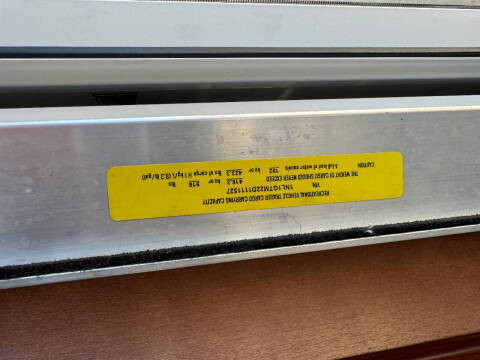 RECREATIONAL VEHICLE TRAILER CARGO CARRYING CAPACITY
VIN: 1NL1GTM22D1111527
THE WEIGHT OF CARGO SHOULD NEVER EXCEED 416.3 kg or 918 lbs
CAUTION:
A full load of water equals 192 kg or 423.2 lbs of cargo @ 1 kg/L (8.3 lb/gal)